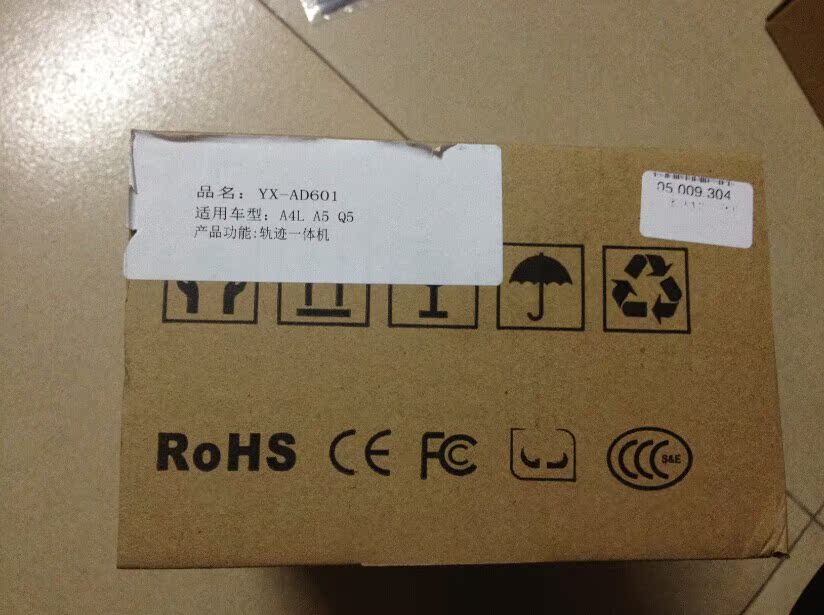 品名: YX-AD601
适用车型: A4L A5 Q5
产品功能:轨迹一体机
05 009 304
RoHS CE FC CCC S&E